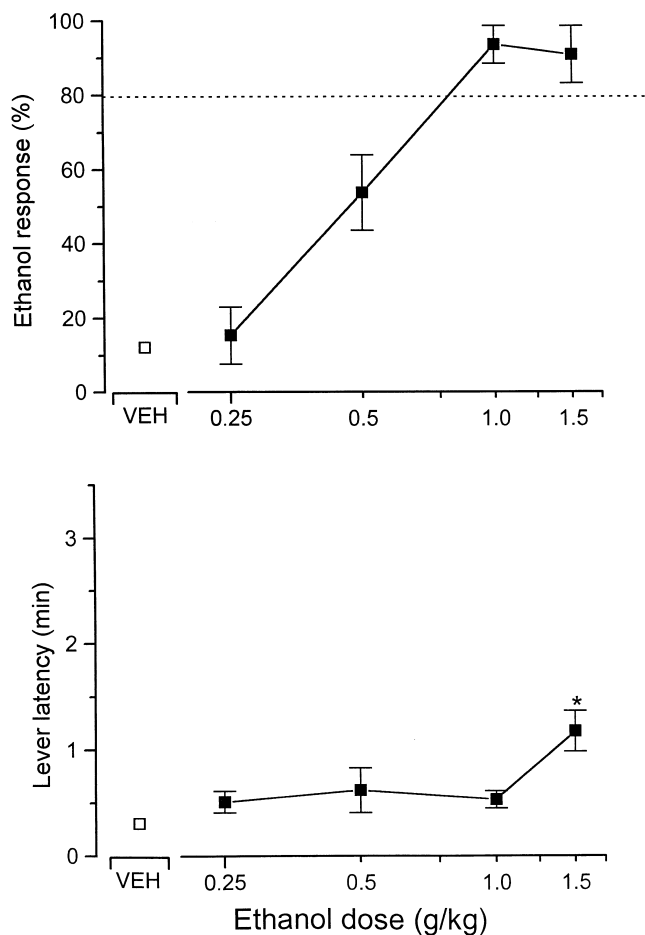 Ethanol response (%)
100
80
60
40
20
0
VEH
0.25 0.5 1.0 1.5
Lever latency (min)
3
2
1
0
*
VEH
0.25 0.5 1.0 1.5
Ethanol dose (g/kg)